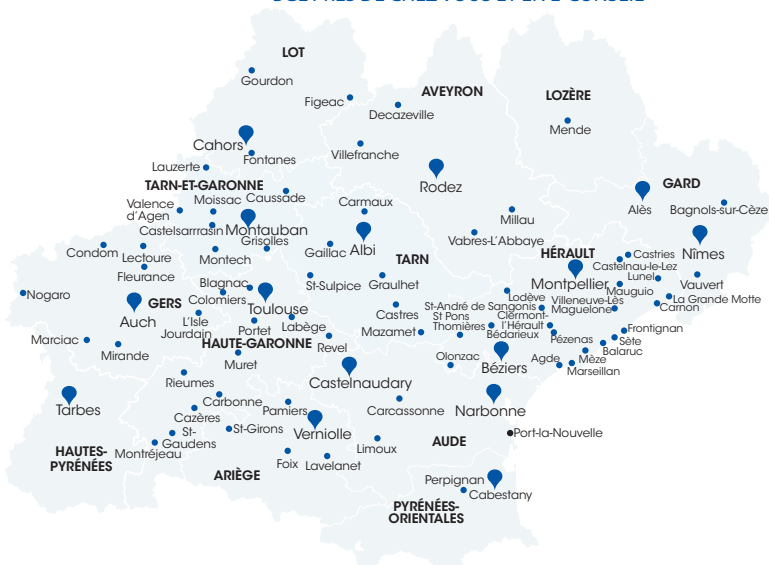 LOT
Gourdon
Figeac
AVEYRON
Decazeville
LOZÈRE
Mende
Cahors
Fontanes
Villefranche
Lauzerte
Rodez
TARN-ET-GARONNE
GARD
Moissac
Caussade
Carmaux
Valence
d'Agen
Alès
Bagnols-sur-Cèze
Castelsarrasin
Montauban
Millau
Grisolles
Gaillac
Albi
Vabres-L'Abbaye
Nîmes
Condom
Lectoure
Montech
TARN
HÉRAULT
Castries
Castelnau-le-Lez
Fleurance
St-Sulpice
Graulhet
Montpellier
Lunel
Vauvert
Blagnac
Mauguio
Nogaro
GERS
Colomiers
Toulouse
Lodève
Villeneuve-Lès
Maguelone
La Grande Motte
Carnon
Auch
L'Isle
Jourdain
Portet
Labège
Castres
St-André de Sangonis
St Pons
Thomières
Clérmont-
l'Hérault
Bédarieux
Frontignan
Marciac
Mirande
HAUTE-GARONNE
Revel
Mazamet
Pézenas
Sète
Balaruc
Muret
Olonzac
Béziers
Agde
Mèze
Marseillan
Rieumes
Castelnaudary
Tarbes
Carbonne
Pamiers
Carcassonne
Narbonne
Cazères
St-
Gaudens
St-Girons
Verniolle
Port-la-Nouvelle
HAUTES-
PYRÉNÉES
Montréjeau
Limoux
AUDE
Foix
Lavelanet
ARIÈGE
Perpignan
Cabestany
PYRÉNÉES-
ORIENTALES